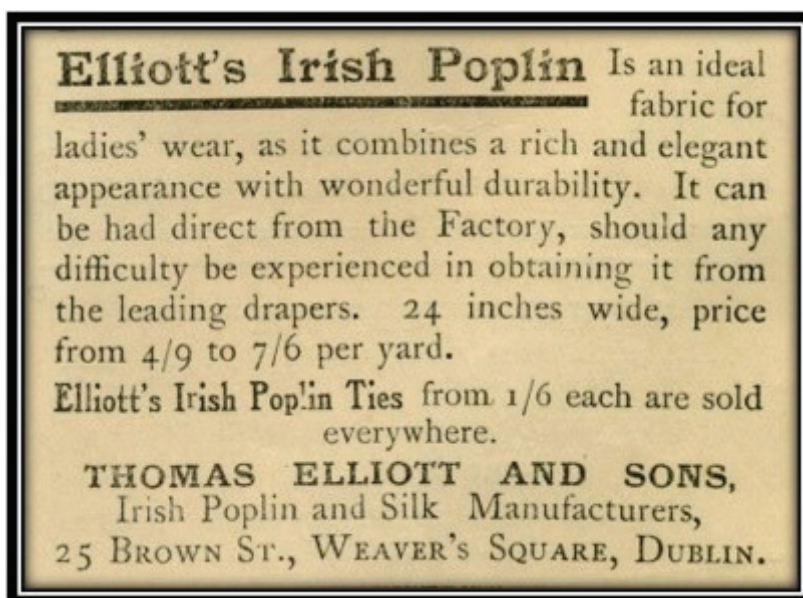 Elliott's Irish Poplin Is an ideal
fabric for
ladies' wear, as it combines a rich and elegant
appearance with wonderful durability. It can
be had direct from the Factory, should any
difficulty be experienced in obtaining it from
the leading drapers. 24 inches wide, price
from 4/9 to 7/6 per yard.
Elliott's Irish Poplin Ties from 1/6 each are sold
everywhere.
THOMAS ELLIOTT AND SONS,
Irish Poplin and Silk Manufacturers,
25 BROWN ST., WEAVER'S SQUARE, DUBLIN.